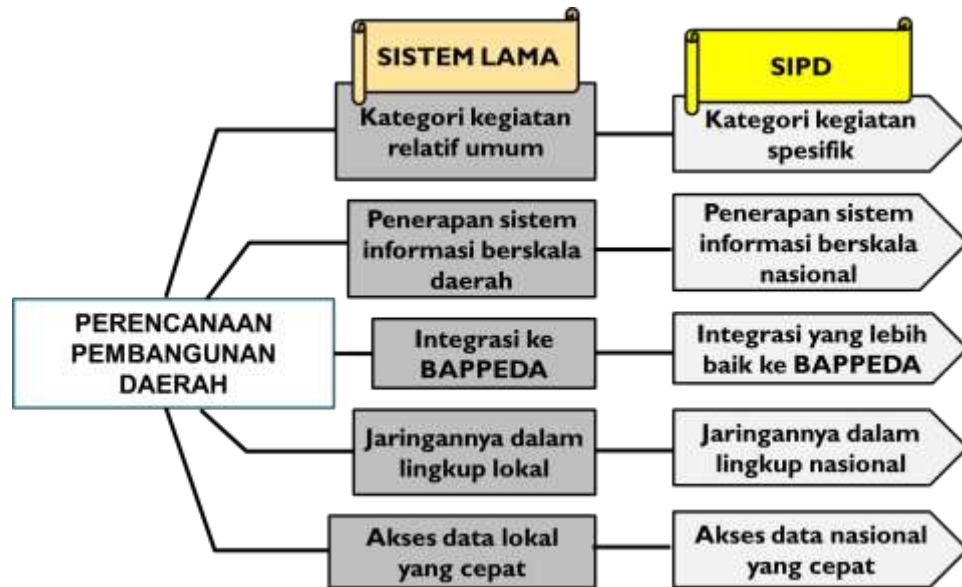 SISTEM LAMA
SIPD
Kategori kegiatan
relatif umum
Kategori kegiatan
spesifik
Penerapan sistem
informasi berskala
daerah
Penerapan sistem
informasi berskala
nasional
PERENCANAAN
PEMBANGUNAN
DAERAH
Integrasi ke
BAPPEDA
Integrasi yang lebih
baik ke BAPPEDA
Jaringannya dalam
lingkup lokal
Jaringannya dalam
lingkup nasional
Akses data lokal
yang cepat
Akses data nasional
yang cepat